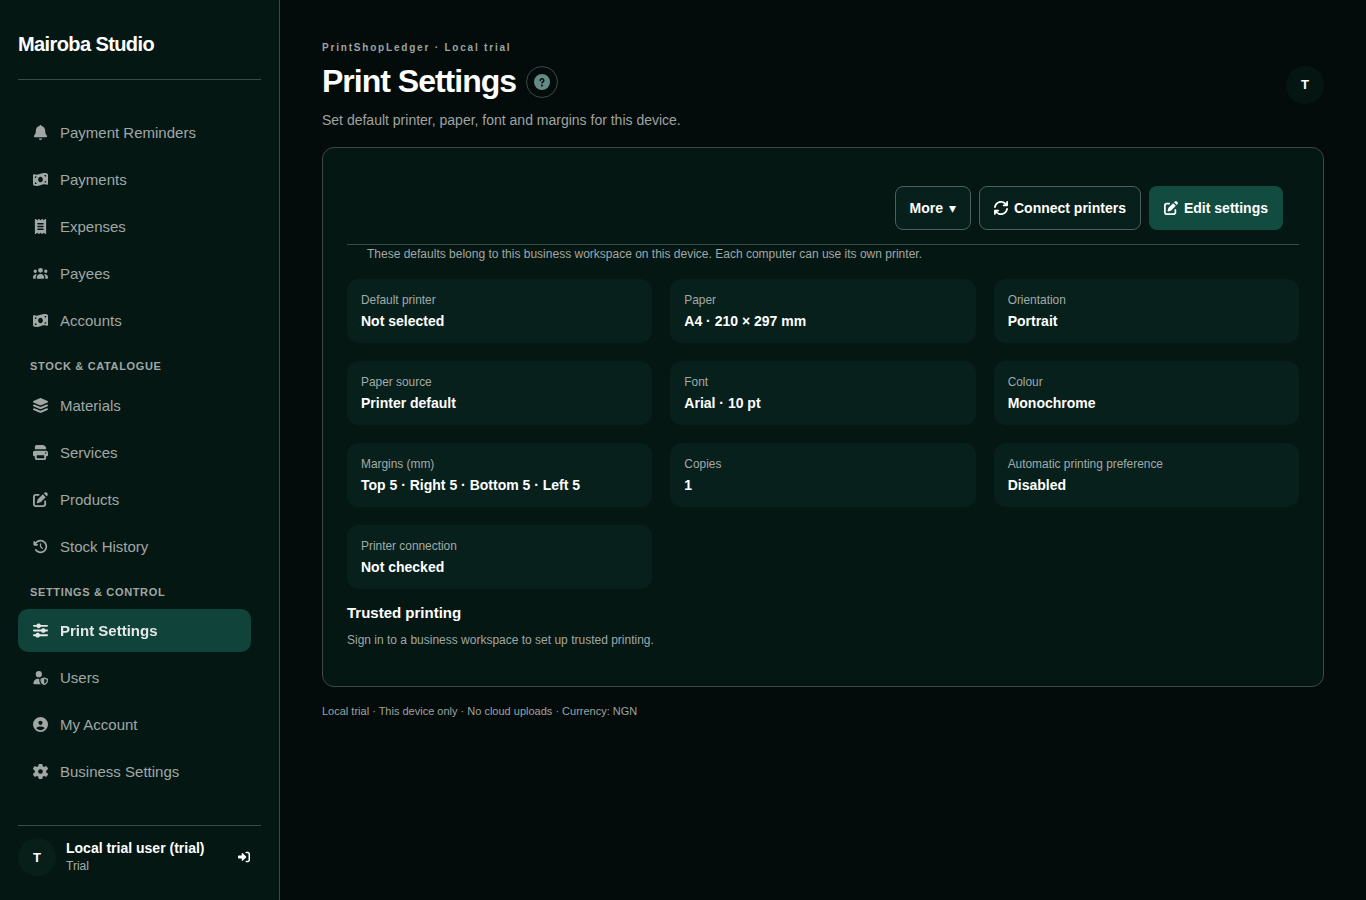 Mairoba Studio
Payment Reminders
Payments
Expenses
Payees
Accounts
STOCK & CATALOGUE
Materials
Services
Products
Stock History
SETTINGS & CONTROL
Print Settings
Users
My Account
Business Settings
T
Local trial user (trial)
Trial
PrintShopLedger · Local trial
Print Settings ?
T
Set default printer, paper, font and margins for this device.
More ▾ Connect printers Edit settings
These defaults belong to this business workspace on this device. Each computer can use its own printer.
Default printer
Not selected
Paper
A4 · 210 × 297 mm
Orientation
Portrait
Paper source
Printer default
Font
Arial · 10 pt
Colour
Monochrome
Margins (mm)
Top 5 · Right 5 · Bottom 5 · Left 5
Copies
1
Automatic printing preference
Disabled
Printer connection
Not checked
Trusted printing
Sign in to a business workspace to set up trusted printing.
Local trial · This device only · No cloud uploads · Currency: NGN